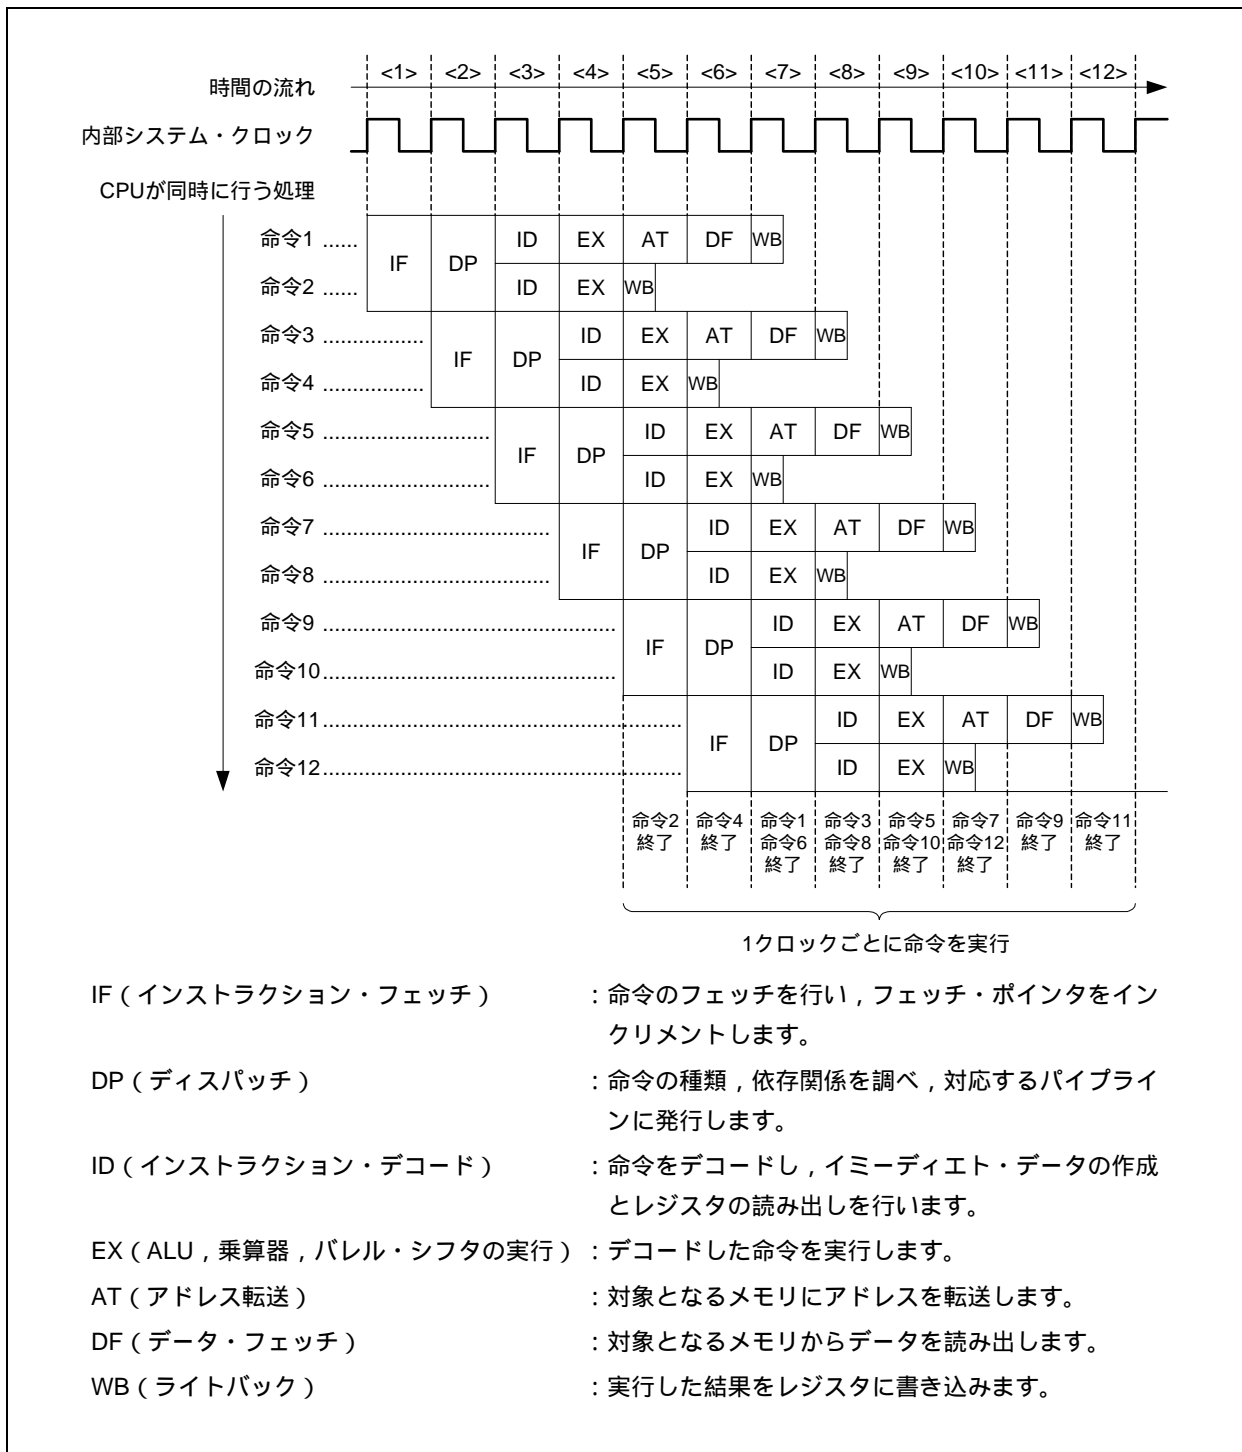 <1> <2> <3> <4> <5> <6> <7> <8> <9> <10> <11> <12>
時間の流れ
内部システム・クロック
CPUが同時に行う処理
命令1 ...... IF DP ID EX AT DF WB
命令2 ...... ID EX WB
命令3 ................. IF DP ID EX AT DF WB
命令4 ................. ID EX WB
命令5 ............................ IF DP ID EX AT DF WB
命令6 ............................ ID EX WB
命令7 ...................................... IF DP ID EX AT DF WB
命令8 ...................................... ID EX WB
命令9 ................................................. IF DP ID EX AT DF WB
命令10................................................. ID EX WB
命令11............................................................ IF DP ID EX AT DF WB
命令12............................................................ ID EX WB
命令2 命令4 命令1 命令3 命令5 命令7 命令9 命令11
終了 終了 命令6 命令8 命令10 命令12 終了 終了
終了 終了 終了 終了
1クロックごとに命令を実行
IF（インストラクション・フェッチ）：命令のフェッチを行い，フェッチ・ポインタをイン
クリメントします。
DP（ディスパッチ）：命令の種類，依存関係を調べ，対応するパイプライ
ンに発行します。
ID（インストラクション・デコード）：命令をデコードし，イミーディエト・データの作成
とレジスタの読み出しを行います。
EX（ALU，乗算器，バレル・シフタの実行）：デコードした命令を実行します。
AT（アドレス転送）：対象となるメモリにアドレスを転送します。
DF（データ・フェッチ）：対象となるメモリからデータを読み出します。
WB（ライトバック）：実行した結果をレジスタに書き込みます。